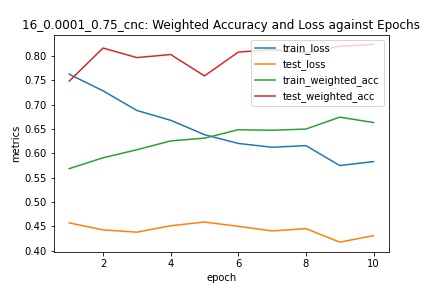 16_0.0001_0.75_cnc: Weighted Accuracy and Loss against Epochs
train_loss
test_loss
train_weighted_acc
test_weighted_acc
0.80
0.75
0.70
0.65
0.60
0.55
0.50
0.45
0.40
metrics
2
4
6
8
10
epoch